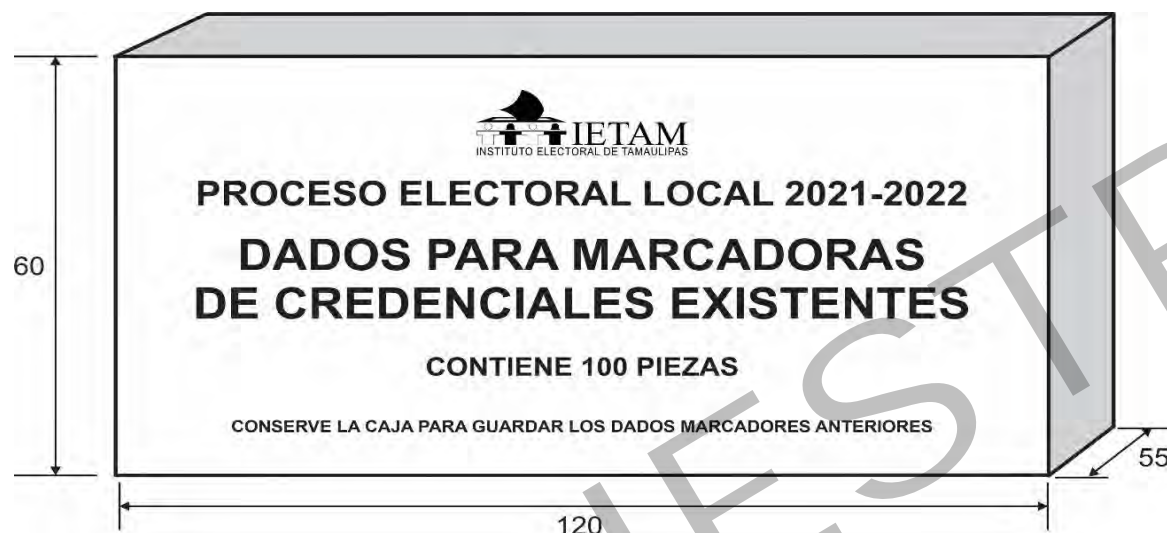 IETAM
INSTITUTO ELECTORAL DE TAMAULIPAS
PROCESO ELECTORAL LOCAL 2021-2022
DADOS PARA MARCADORAS
DE CREDENCIALES EXISTENTES
CONTIENE 100 PIEZAS
CONSERVE LA CAJA PARA GUARDAR LOS DADOS MARCADORES ANTERIORES
60
55
120